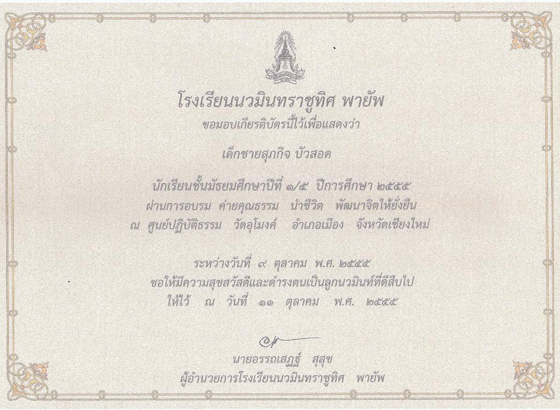 โรงเรียนนวมินทราชูทิศ พายัพ
ขอมอบเกียรติบัตรนี้ไว้เพื่อแสดงว่า
เด็กชายสุภกิจ บัวสอด
นักเรียนชั้นมัธยมศึกษาปีที่ ๑/๕ ปีการศึกษา ๒๕๕๕
ผ่านการอบรม ค่ายคุณธรรม นำชีวิต พัฒนาจิตให้ยั่งยืน
ณ ศูนย์ปฏิบัติธรรม วัดอุโมงค์ อำเภอเมือง จังหวัดเชียงใหม่
ระหว่างวันที่ ๙ ตุลาคม พ.ศ. ๒๕๕๕
ขอให้มีความสุขสวัสดีและดำรงตนเป็นลูกนวมินท์ที่ดีสืบไป
ให้ไว้ ณ วันที่ ๑๑ ตุลาคม พ.ศ. ๒๕๕๕
นายอรรถเสฏฐ์ สุสุข
ผู้อำนวยการโรงเรียนนวมินทราชูทิศ พายัพ